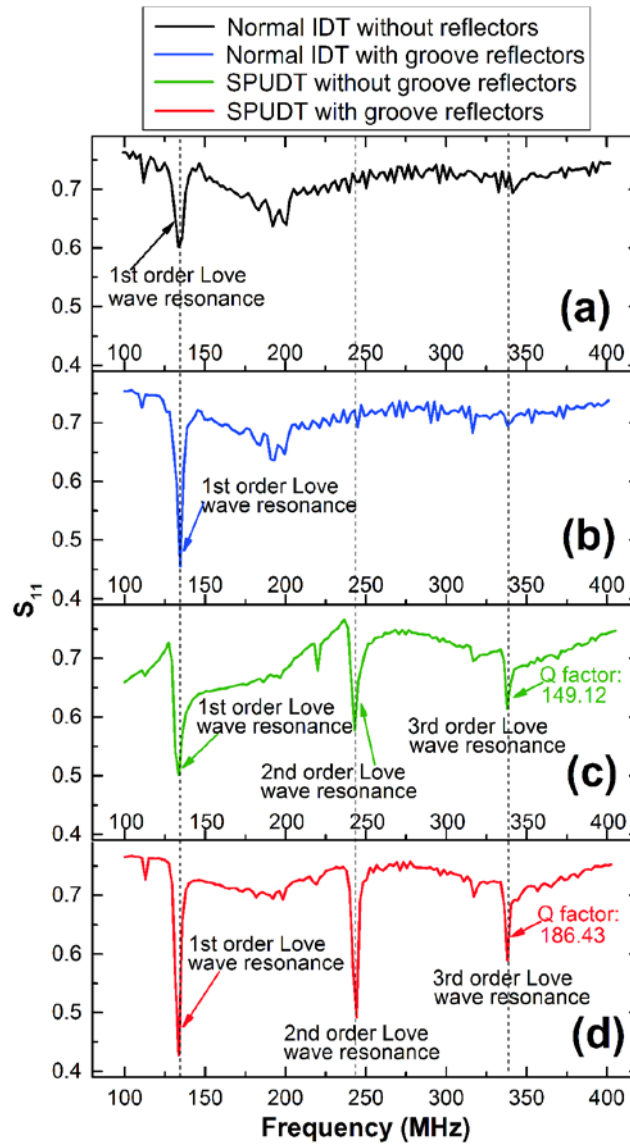 Normal IDT without reflectors
Normal IDT with groove reflectors
SPUDT without groove reflectors
SPUDT with groove reflectors
0.7
0.6
0.5
0.4
1st order Love
wave resonance
(a)
100 150 200 250 300 350 400
0.7
0.6
0.5
0.4
1st order Love
wave resonance
(b)
100 150 200 250 300 350 400
S11
0.7
0.6
0.5
0.4
1st order Love
wave resonance
2nd order Love
wave resonance
3rd order Love
wave resonance
Q factor:
149.12
(c)
100 150 200 250 300 350 400
0.7
0.6
0.5
0.4
1st order Love
wave resonance
2nd order Love
wave resonance
3rd order Love
wave resonance
Q factor:
186.43
(d)
100 150 200 250 300 350 400
Frequency (MHz)